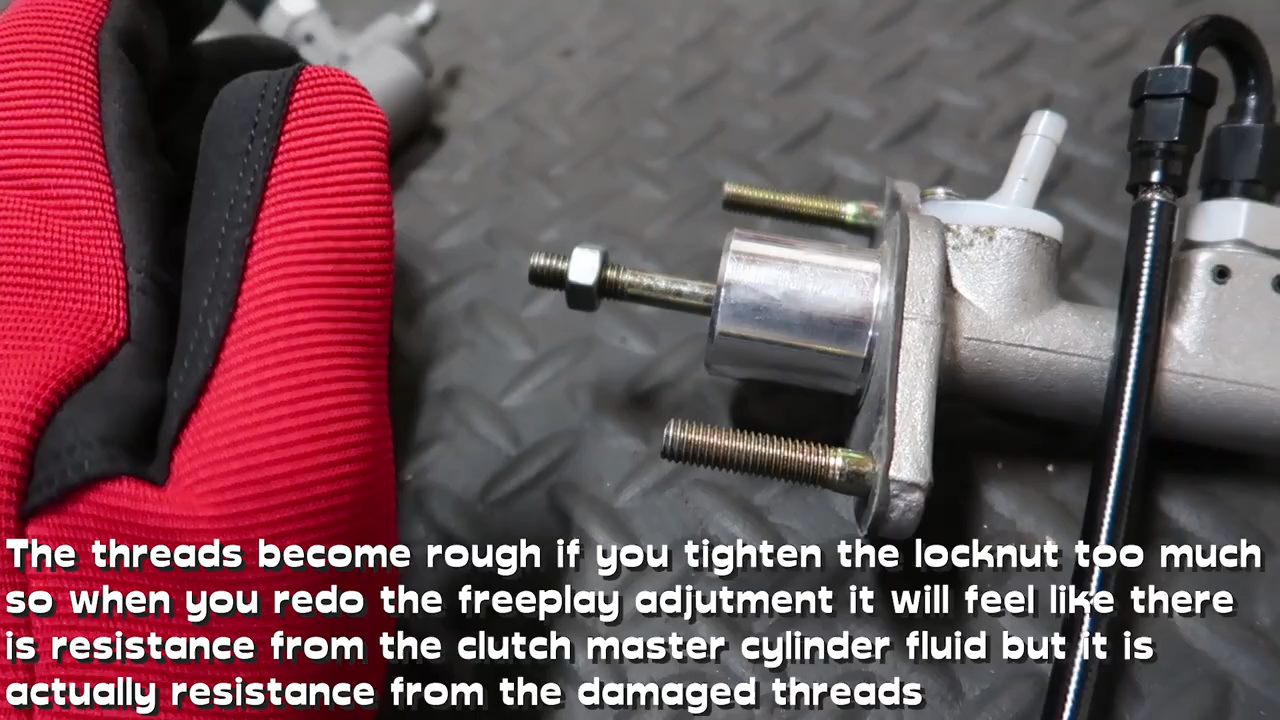 The threads become rough if you tighten the locknut too much
so when you redo the freeplay adjutment it will feel like there
is resistance from the clutch master cylinder fluid but it is
actually resistance from the damaged threads